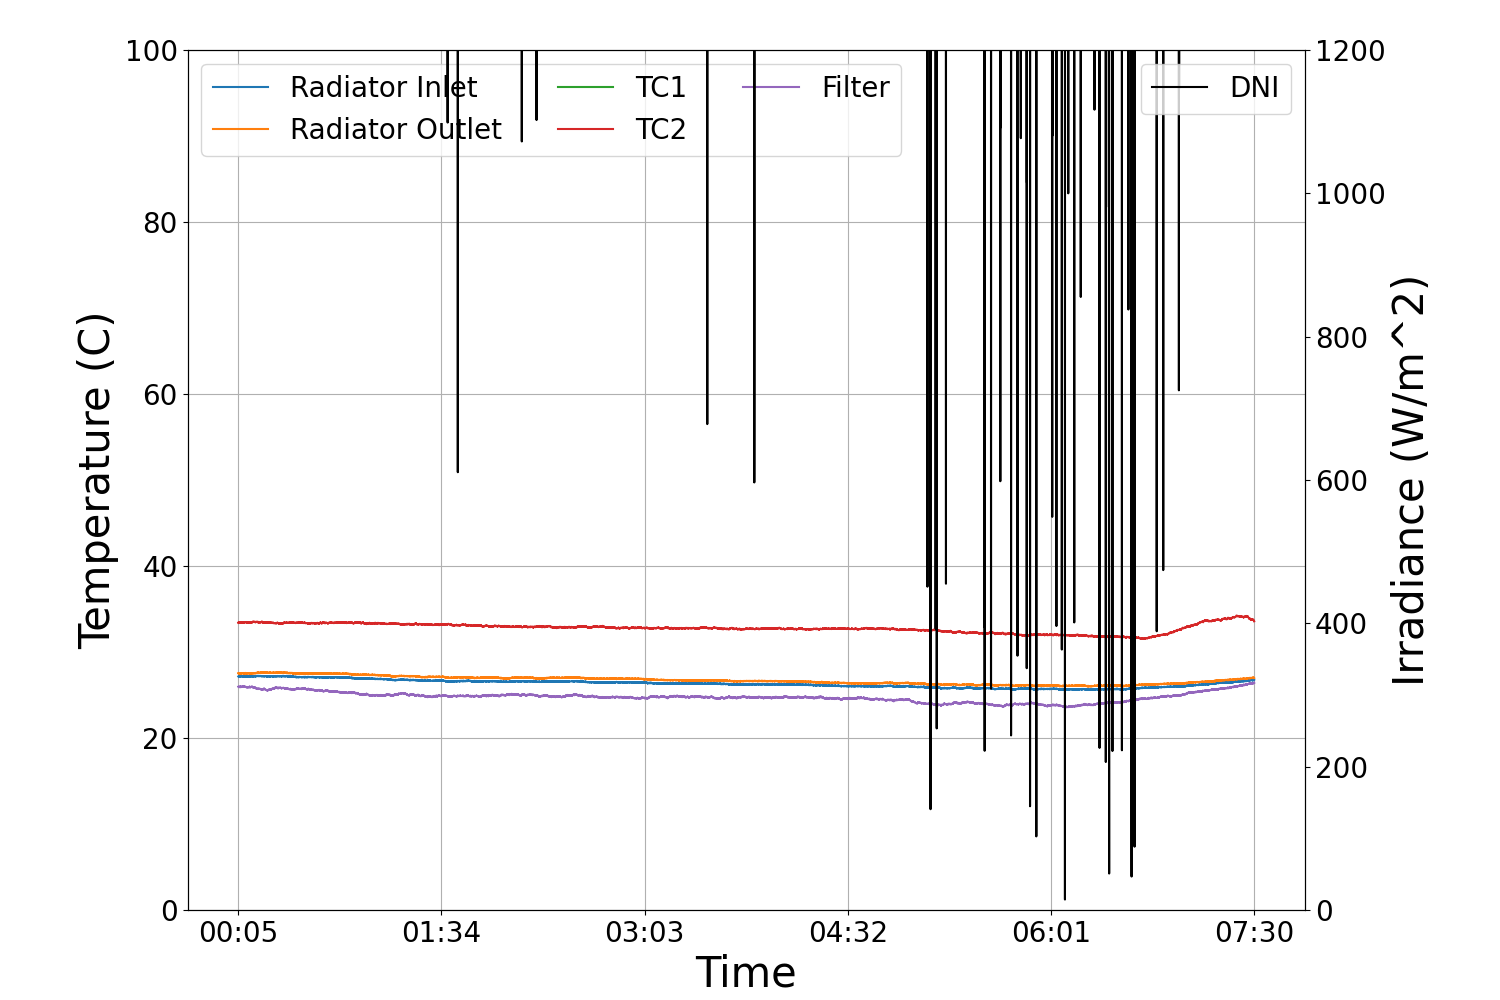 Temperature (C)
100
80
60
40
20
0
Radiator Inlet
Radiator Outlet
TC1
TC2
Filter
DNI
1200
1000
800
600
400
200
0
Irradiance (W/m^2)
00:05 01:34 03:03 04:32 06:01 07:30
Time